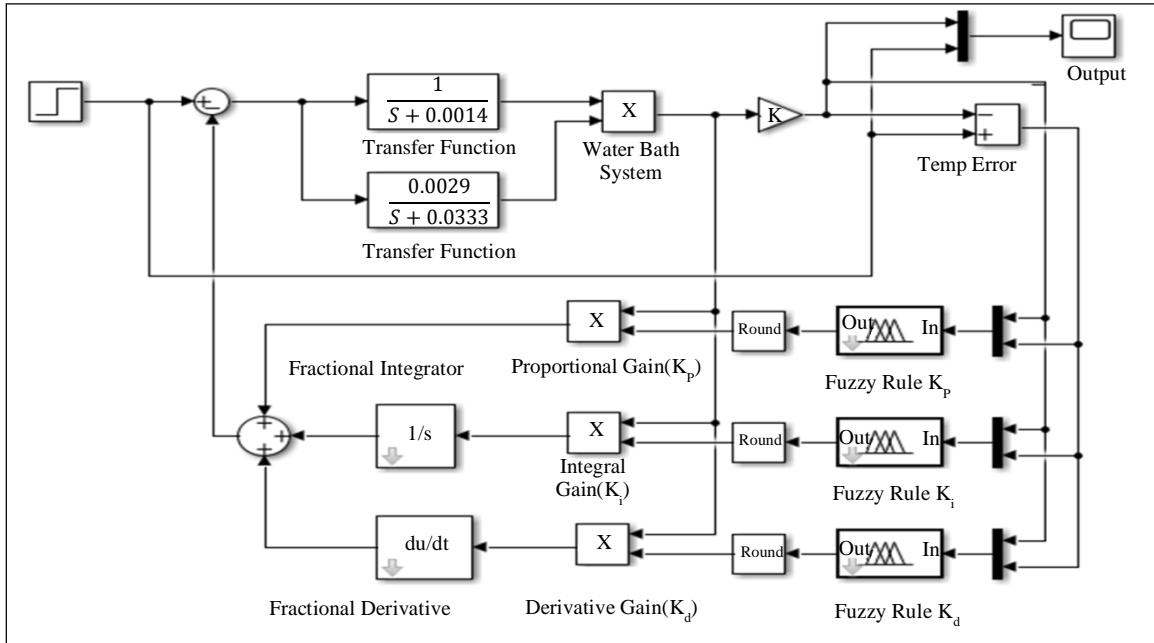 Output
1
S + 0.0014
Transfer Function
X
Water Bath
System
K
−
+
Temp Error
0.0029
S + 0.0333
Transfer Function
X
Proportional Gain(K_P)
Round
Out
In
Fuzzy Rule K_P
Fractional Integrator
+
+
+
1/s
X
Integral
Gain(K_i)
Round
Out
In
Fuzzy Rule K_i
du/dt
Fractional Derivative
X
Derivative Gain(K_d)
Round
Out
In
Fuzzy Rule K_d